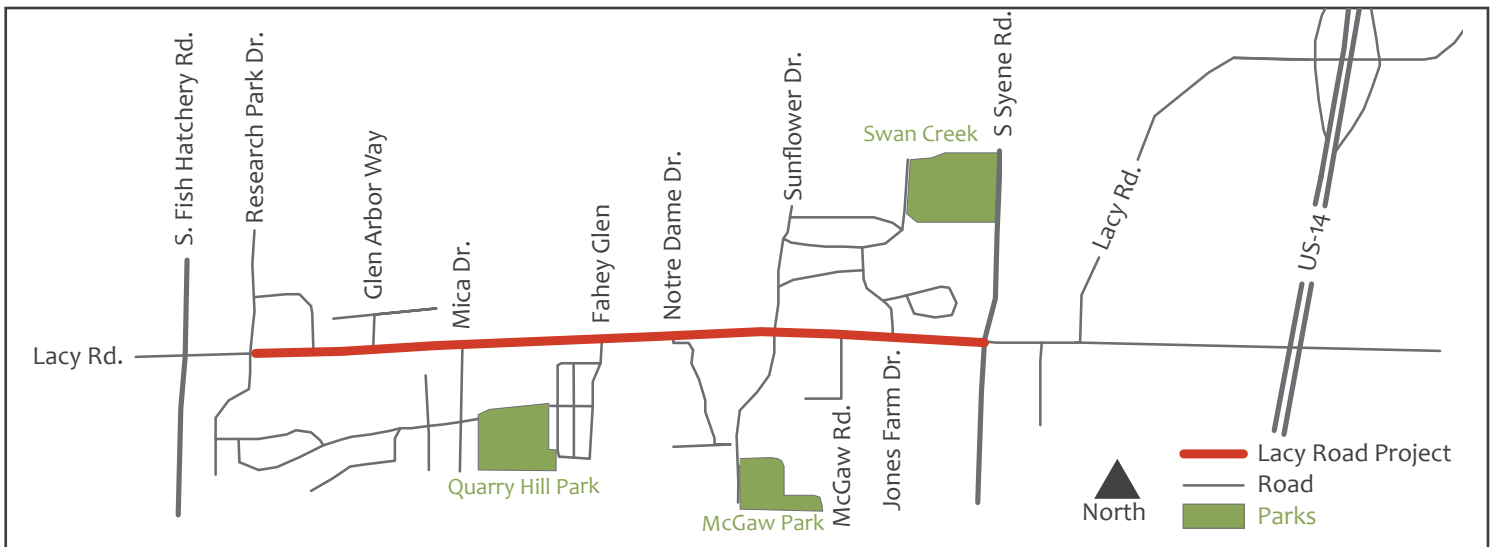 S. Fish Hatchery Rd.
Research Park Dr.
Glen Arbor Way
Mica Dr.
Fahey Glen
Notre Dame Dr.
Sunflower Dr.
Swan Creek
S Syene Rd.
Lacy Rd.
US-14
Lacy Rd.
Quarry Hill Park
McGaw Park
McGaw Rd.
Jones Farm Dr.
North
Lacy Road Project
Road
Parks